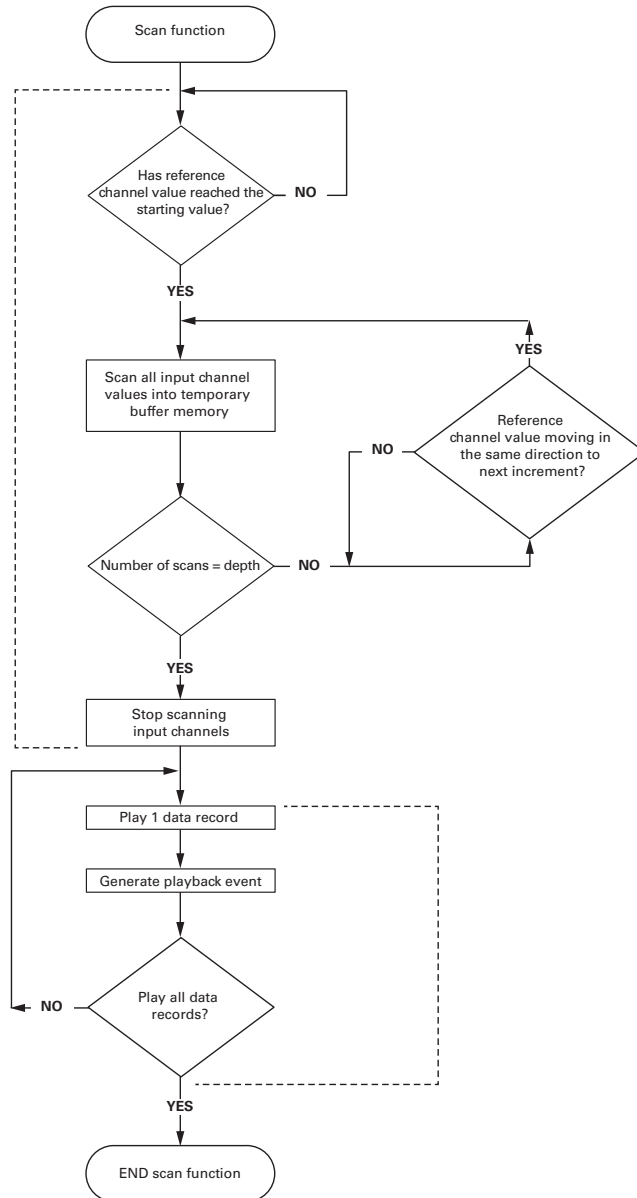 Scan function
Has reference
channel value reached the
starting value?
NO
YES
Scan all input channel
values into temporary
buffer memory
YES
Reference
channel value moving in
the same direction to
next increment?
NO
Number of scans = depth
NO
YES
Stop scanning
input channels
Play 1 data record
Generate playback event
Play all data
records?
NO
YES
END scan function